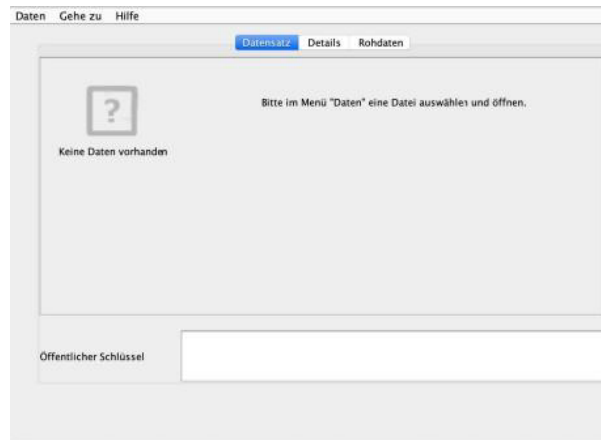 Daten Gehe zu Hilfe
Datensatz Details Rohdaten
?
Bitte im Menü "Daten" eine Datei auswählen und öffnen.
Keine Daten vorhanden
Öffentlicher Schlüssel